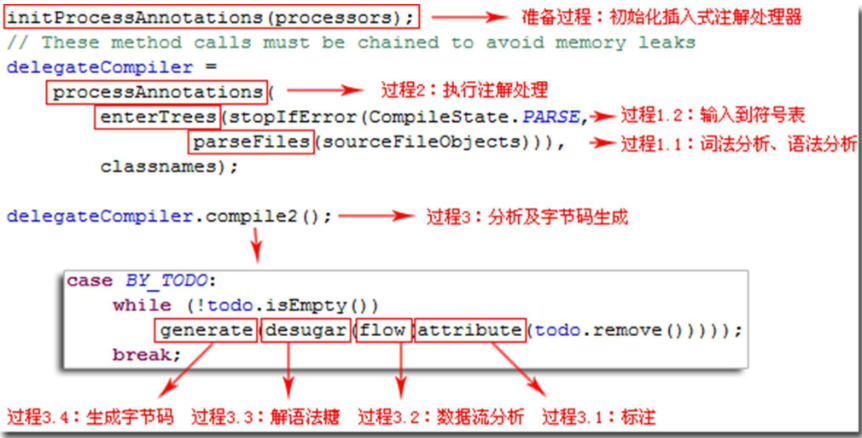 initProcessAnnotations(processors); 准备过程：初始化插入式注解处理器
// These method calls must be chained to avoid memory leaks
delegateCompiler =
processAnnotations( 过程2：执行注解处理
enterTrees(stopIfError(CompileState.PARSE, 过程1.2：输入到符号表
parseFiles(sourceFileObjects))), 过程1.1：词法分析、语法分析
classnames);
delegateCompiler.compile2(); 过程3：分析及字节码生成
case BY_TODO:
while (!todo.isEmpty())
generate(desugar(flow(attribute(todo.remove()))));
break;
过程3.4：生成字节码 过程3.3：解语法糖 过程3.2：数据流分析 过程3.1：标注